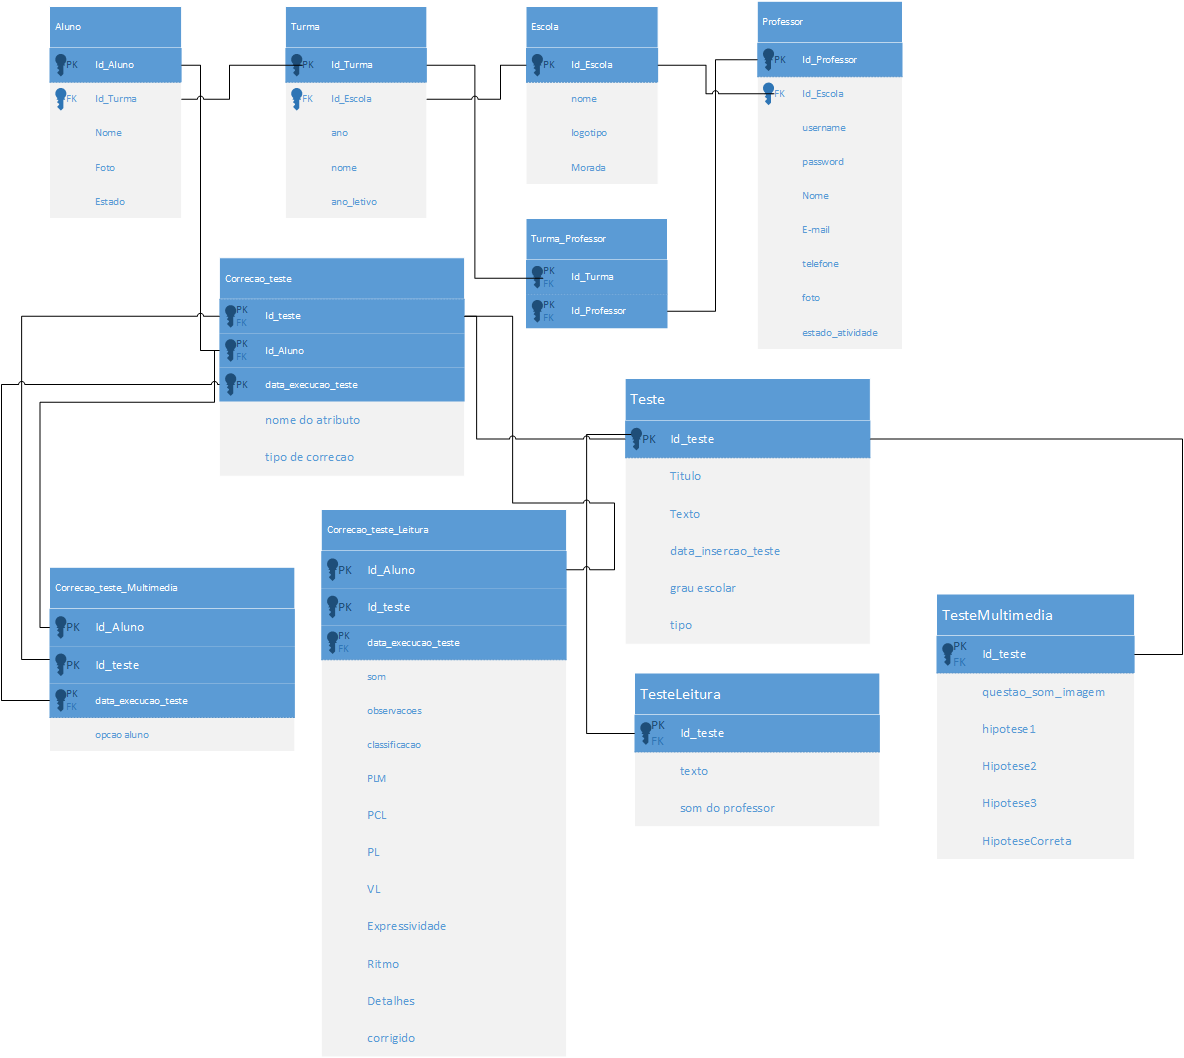 Aluno
PK Id_Aluno
FK Id_Turma
Nome
Foto
Estado
Turma
PK Id_Turma
FK Id_Escola
ano
nome
ano_letivo
Escola
PK Id_Escola
nome
logotipo
Morada
Professor
PK Id_Professor
FK Id_Escola
username
password
Nome
E-mail
telefone
foto
estado_atividade
Turma_Professor
PK
FK
Id_Turma
PK
FK
Id_Professor
Correcao_teste
PK
FK
Id_teste
PK
FK
Id_Aluno
PK data_execucao_teste
nome do atributo
tipo de correcao
Teste
PK Id_teste
Titulo
Texto
data_insercao_teste
grau escolar
tipo
Correcao_teste_Leitura
PK Id_Aluno
PK Id_teste
PK
FK
data_execucao_teste
som
observacoes
classificacao
PLM
PCL
PL
VL
Expressividade
Ritmo
Detalhes
corrigido
Correcao_teste_Multimedia
PK Id_Aluno
PK Id_teste
PK
FK
data_execucao_teste
opcao aluno
TesteLeitura
PK
FK
Id_teste
texto
som do professor
TesteMultimedia
PK
FK
Id_teste
questao_som_imagem
hipotese1
Hipotese2
Hipotese3
HipoteseCorreta